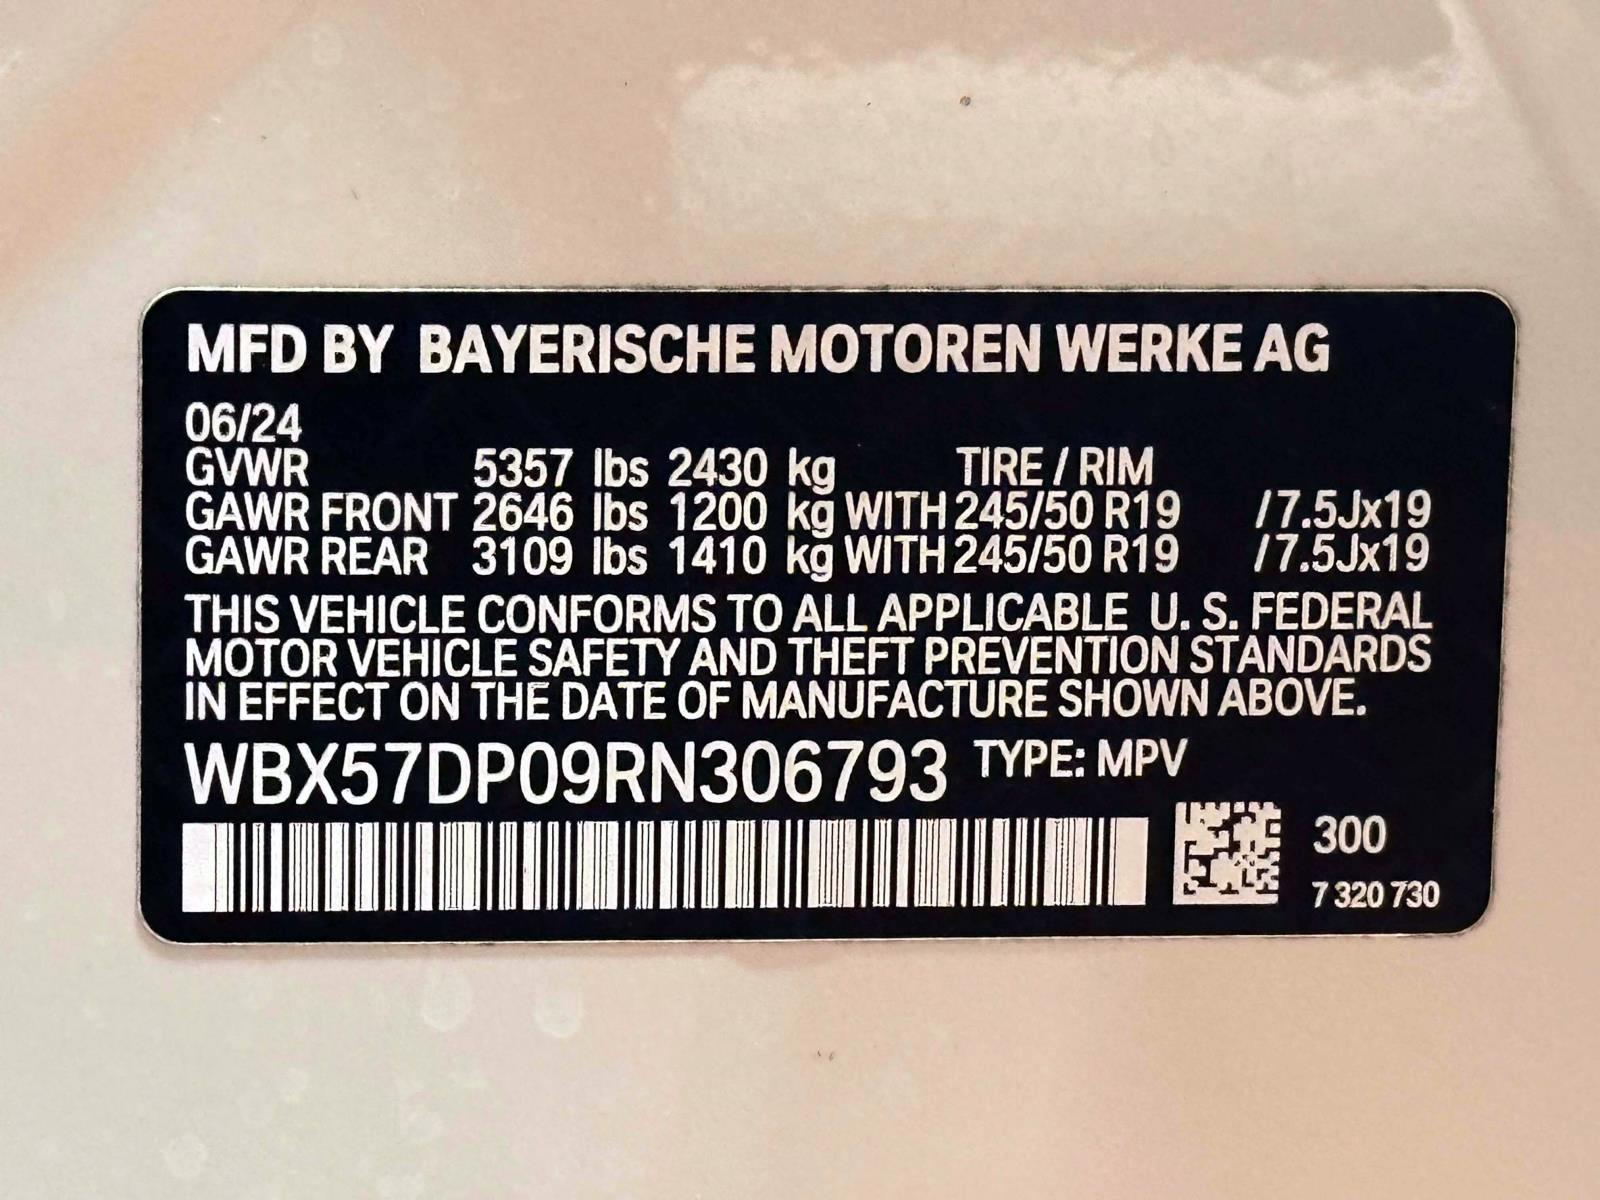 MFD BY BAYERISCHE MOTOREN WERKE AG
06/24
GVWR 5357 lbs 2430 kg TIRE / RIM
GAWR FRONT 2646 lbs 1200 kg WITH 245/50 R19 /7.5Jx19
GAWR REAR 3109 lbs 1410 kg WITH 245/50 R19 /7.5Jx19
THIS VEHICLE CONFORMS TO ALL APPLICABLE U. S. FEDERAL
MOTOR VEHICLE SAFETY AND THEFT PREVENTION STANDARDS
IN EFFECT ON THE DATE OF MANUFACTURE SHOWN ABOVE.
WBX57DP09RN306793 TYPE: MPV
300
7 320 730